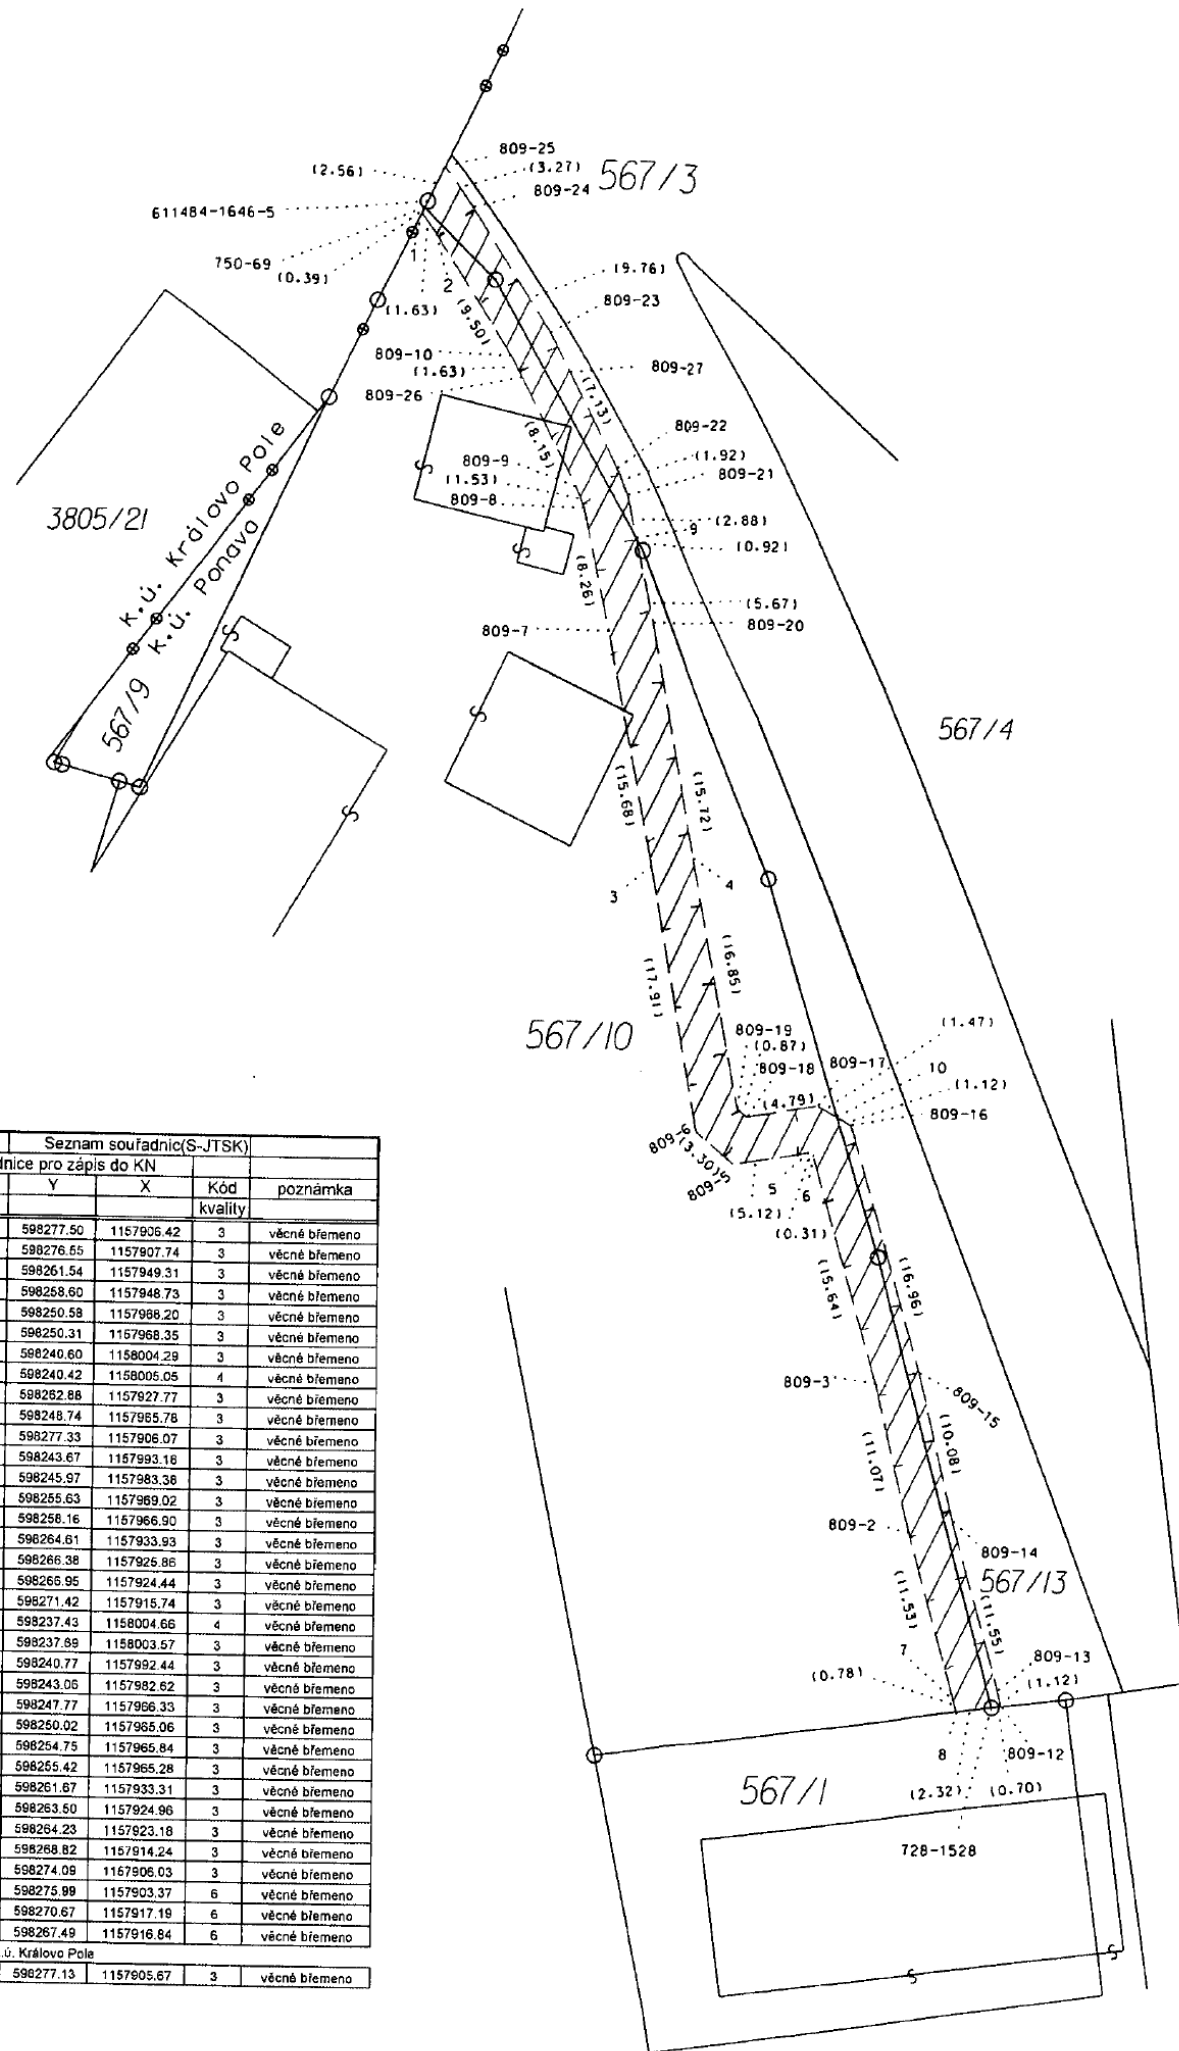 809-25
(2.56)
(3.27)
567/3
809-24
611484-1646-5
750-69
1
(0.39)
2
(9.76)
(1.63)
809-23
(9.50)
809-10
(1.63)
809-27
809-26
(7.13)
809-22
(8.15)
(1.92)
809-9
809-21
(1.53)
809-8
3805/21
k.ú. Královo Pole
k.ú. Ponava
(2.88)
9
(0.92)
(8.26)
(5.67)
809-7
809-20
567/9
567/4
(15.68)
(15.72)
3
4
(17.91)
(16.85)
567/10
809-19
(0.87)
809-18
809-17
(1.47)
10
(1.12)
(4.79)
809-16
809-6
(3.30)
809-5
5
6
(5.12)
(0.31)
(15.64)
(16.96)
809-3
809-15
(11.07)
(10.08)
809-2
809-14
567/13
(11.53)
(11.55)
7
809-13
(0.78)
(1.12)
8
809-12
567/1
(2.32)
(0.70)
728-1528
Seznam souřadnic(S-JTSK)
dnice pro zápis do KN
Y X Kód poznámka
kvality
598277.50 1157906.42 3 věcné břemeno
598276.55 1157907.74 3 věcné břemeno
598261.54 1157949.31 3 věcné břemeno
598258.60 1157948.73 3 věcné břemeno
598250.58 1157968.20 3 věcné břemeno
598250.31 1157968.35 3 věcné břemeno
598240.60 1158004.29 3 věcné břemeno
598240.42 1158005.05 4 věcné břemeno
598262.88 1157927.77 3 věcné břemeno
598248.74 1157965.78 3 věcné břemeno
598277.33 1157906.07 3 věcné břemeno
598243.67 1157993.16 3 věcné břemeno
598245.97 1157983.38 3 věcné břemeno
598255.63 1157969.02 3 věcné břemeno
598258.16 1157966.90 3 věcné břemeno
598264.61 1157933.93 3 věcné břemeno
598266.38 1157925.86 3 věcné břemeno
598266.95 1157924.44 3 věcné břemeno
598271.42 1157915.74 3 věcné břemeno
598237.43 1158004.66 4 věcné břemeno
598237.69 1158003.57 3 věcné břemeno
598240.77 1157992.44 3 věcné břemeno
598243.06 1157982.62 3 věcné břemeno
598247.77 1157966.33 3 věcné břemeno
598250.02 1157965.06 3 věcné břemeno
598254.75 1157965.84 3 věcné břemeno
598255.42 1157965.28 3 věcné břemeno
598261.67 1157933.31 3 věcné břemeno
598263.50 1157924.96 3 věcné břemeno
598264.23 1157923.18 3 věcné břemeno
598268.82 1157914.24 3 věcné břemeno
598274.09 1157906.03 3 věcné břemeno
598275.99 1157903.37 6 věcné břemeno
598270.67 1157917.19 6 věcné břemeno
598267.49 1157916.84 6 věcné břemeno
.ú. Královo Pole
598277.13 1157905.67 3 věcné břemeno